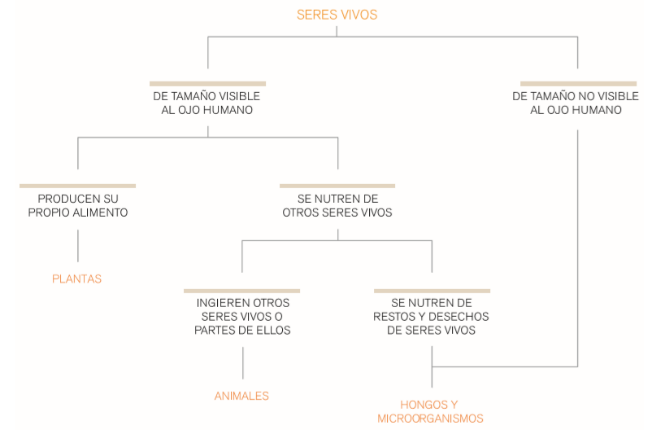 SERES VIVOS
DE TAMAÑO VISIBLE
AL OJO HUMANO
DE TAMAÑO NO VISIBLE
AL OJO HUMANO
PRODUCEN SU
PROPIO ALIMENTO
SE NUTREN DE
OTROS SERES VIVOS
PLANTAS
INGIEREN OTROS
SERES VIVOS O
PARTES DE ELLOS
SE NUTREN DE
RESTOS Y DESECHOS
DE SERES VIVOS
ANIMALES
HONGOS Y
MICROORGANISMOS